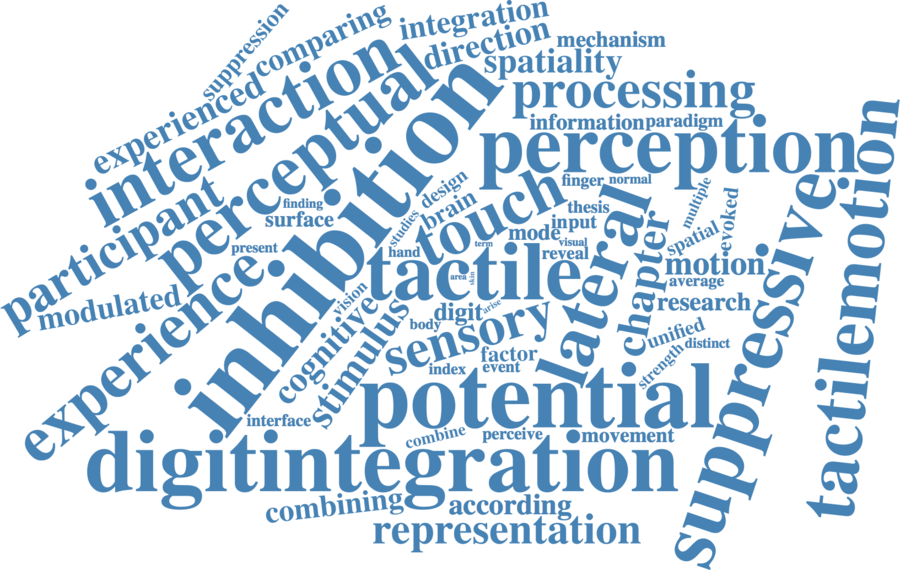 suppression
comparing
integration
direction
mechanism
experienced
spatiality
interaction
perceptual
processing
inhibition
information
paradigm
perception
tactilemotion
participant
finding
surface
design
studies
brain
touch
finger
normal
thesis
input
mode
multiple
evoked
lateral
suppressive
present
hand
term
visual
reveal
spatial
chapter
tactile
area
skin
motion
average
modulated
experience
vision
cognitive
stimulus
digit
arise
body
sensory
research
unified
distinct
strength
factor
event
index
potential
interface
combine
perceive
movement
digitintegration
combining
according
representation